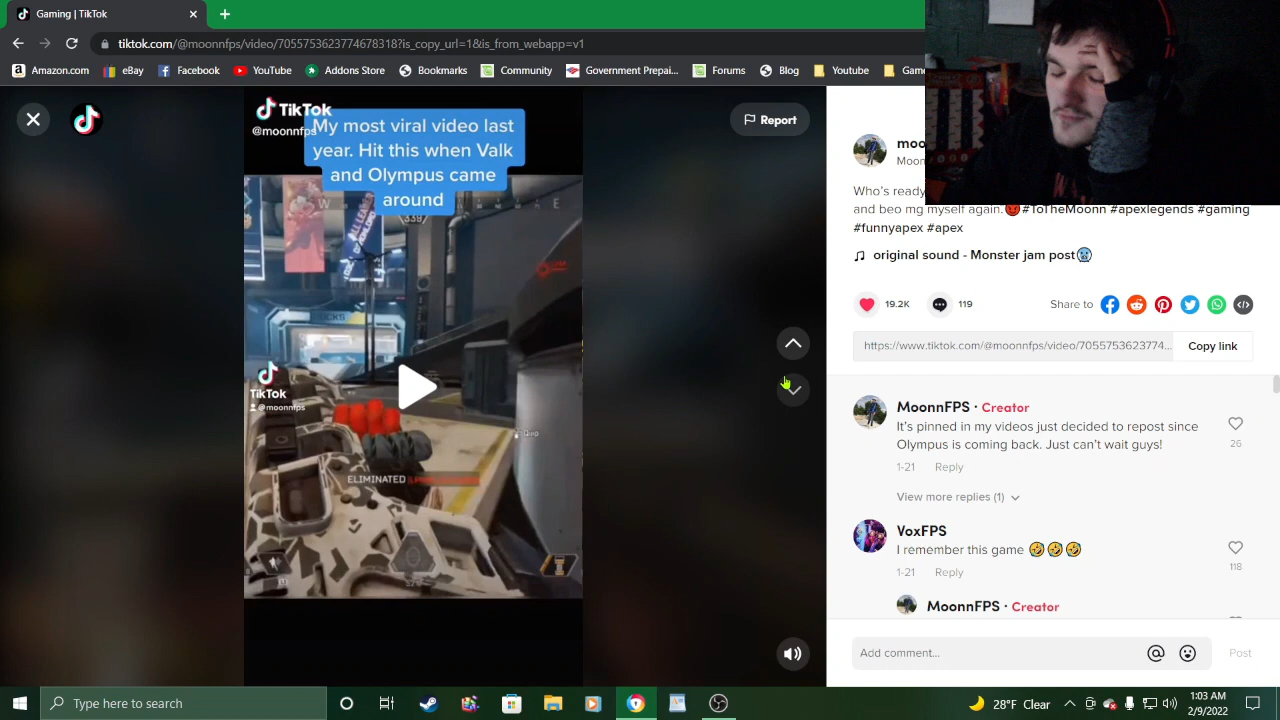 Gaming | TikTok
tiktok.com/@moonnfps/video/7055753623774678318?is_copy_url=1&is_from_webapp=v1
Amazon.com eBay Facebook YouTube Addons Store Bookmarks Community Government Prepai... Forums Blog Youtube Game
TikTok
@moonnfps
My most viral video last
year. Hit this when Valk
and Olympus came
around
Report
W E
339
TikTok
@moonnfps
Quip
ELIMINATED
moo
Moon
Who's ready
and beo mg myself again.😡#ToTheMoonn #apexlegends #gaming
#funnyapex #apex
original sound - Monster jam post🥶
19.2K 119 Share to
https://www.tiktok.com/@moonnfps/video/7055753623774... Copy link
MoonnFPS · Creator
It's pinned in my videos just decided to repost since
Olympus is coming back. Just can't wait guys!
26
1-21 Reply
View more replies (1)
VoxFPS
I remember this game 🤣🤣🤣
118
1-21 Reply
MoonnFPS · Creator
Add comment... Post
Type here to search
28°F Clear
1:03 AM
2/9/2022